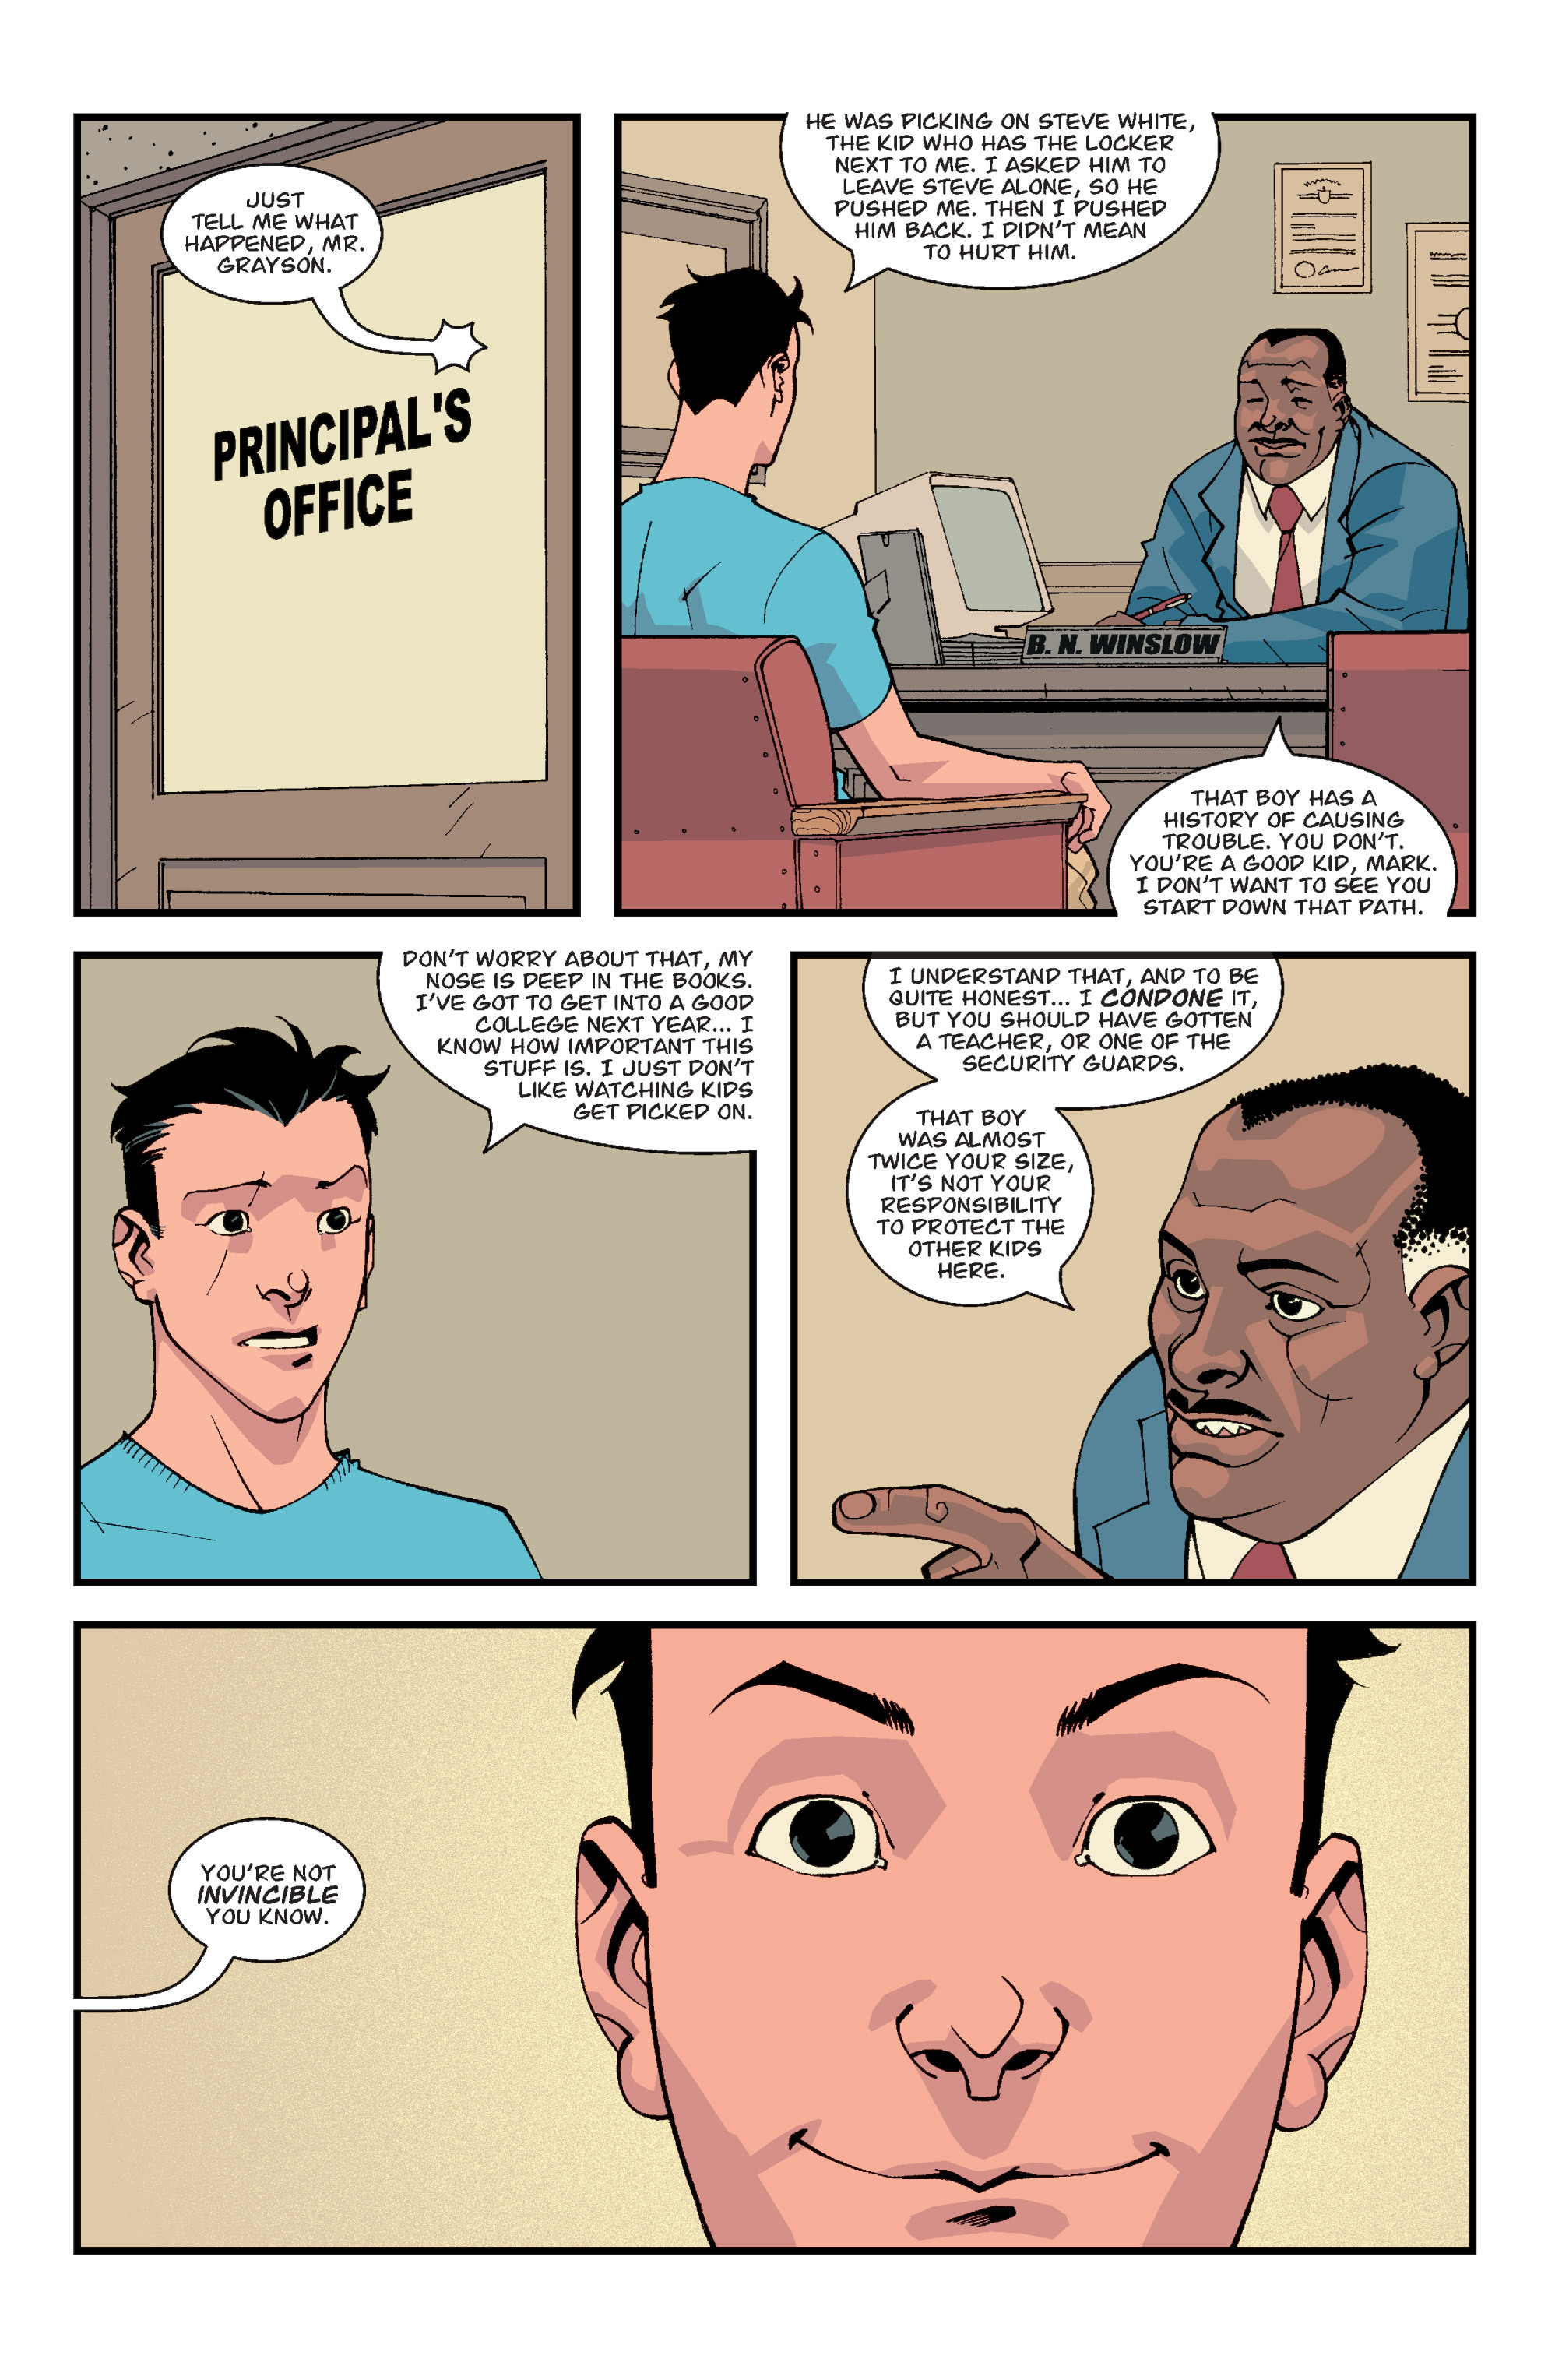 JUST
TELL ME WHAT
HAPPENED, MR.
GRAYSON.
PRINCIPAL'S
OFFICE
HE WAS PICKING ON STEVE WHITE,
THE KID WHO HAS THE LOCKER
NEXT TO ME. I ASKED HIM TO
LEAVE STEVE ALONE, SO HE
PUSHED ME. THEN I PUSHED
HIM BACK. I DIDN'T MEAN
TO HURT HIM.
B. N. WINSLOW
THAT BOY HAS A
HISTORY OF CAUSING
TROUBLE. YOU DON'T.
YOU'RE A GOOD KID, MARK.
I DON'T WANT TO SEE YOU
START DOWN THAT PATH.
DON'T WORRY ABOUT THAT, MY
NOSE IS DEEP IN THE BOOKS.
I'VE GOT TO GET INTO A GOOD
COLLEGE NEXT YEAR... I
KNOW HOW IMPORTANT THIS
STUFF IS. I JUST DON'T
LIKE WATCHING KIDS
GET PICKED ON.
I UNDERSTAND THAT, AND TO BE
QUITE HONEST... I CONDONE IT,
BUT YOU SHOULD HAVE GOTTEN
A TEACHER, OR ONE OF THE
SECURITY GUARDS.
THAT BOY
WAS ALMOST
TWICE YOUR SIZE,
IT'S NOT YOUR
RESPONSIBILITY
TO PROTECT THE
OTHER KIDS
HERE.
YOU'RE NOT
INVINCIBLE
YOU KNOW.